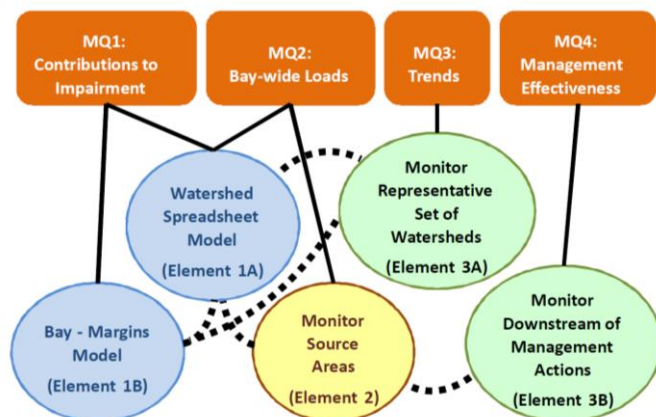 MQ1:
Contributions to
Impairment
MQ2:
Bay-wide Loads
MQ3:
Trends
MQ4:
Management
Effectiveness
Watershed
Spreadsheet
Model
(Element 1A)
Monitor
Representative
Set of
Watersheds
(Element 3A)
Bay - Margins
Model
(Element 1B)
Monitor
Source
Areas
(Element 2)
Monitor
Downstream of
Management
Actions
(Element 3B)